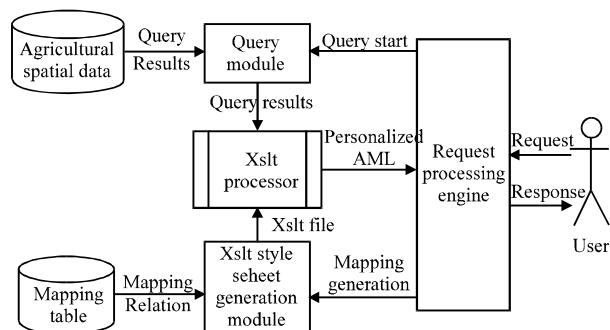 Agricultural
spatial data
Query
Results
Query
module
Query start
Query results
Xslt
processor
Personalized
AML
Request
processing
engine
Request
Response
User
Xslt file
Mapping
table
Mapping
Relation
Xslt style
seheet
generation
module
Mapping
generation